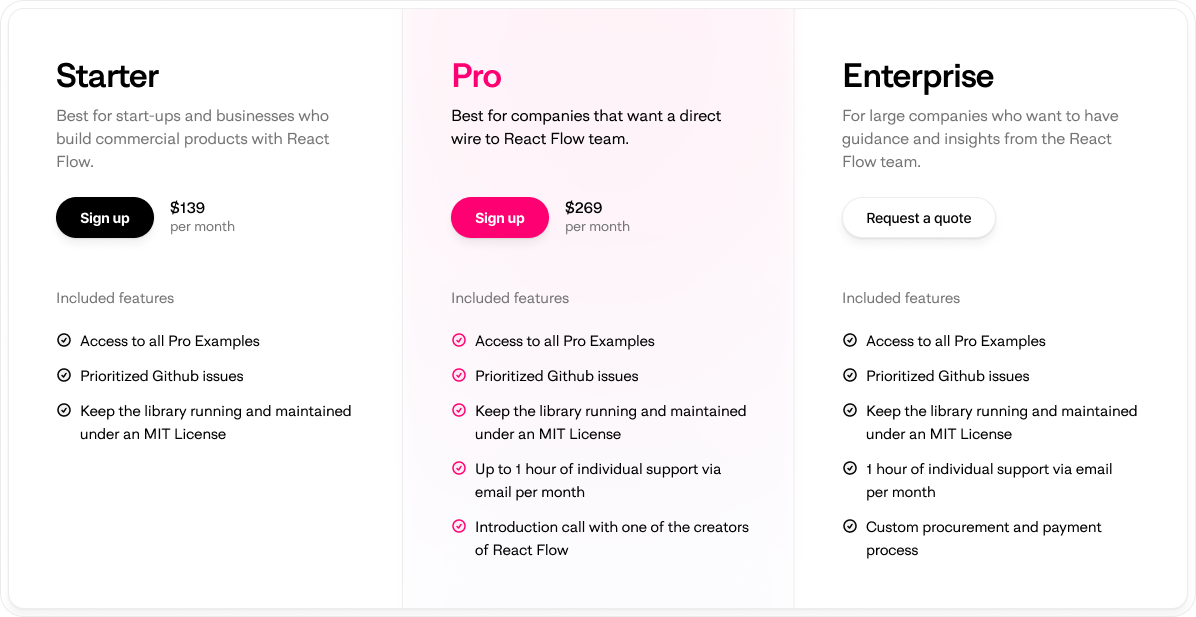 Starter
Best for start-ups and businesses who
build commercial products with React
Flow.
Sign up
$139
per month
Included features
Access to all Pro Examples
Prioritized Github issues
Keep the library running and maintained
under an MIT License
Pro
Best for companies that want a direct
wire to React Flow team.
Sign up
$269
per month
Included features
Access to all Pro Examples
Prioritized Github issues
Keep the library running and maintained
under an MIT License
Up to 1 hour of individual support via
email per month
Introduction call with one of the creators
of React Flow
Enterprise
For large companies who want to have
guidance and insights from the React
Flow team.
Request a quote
Included features
Access to all Pro Examples
Prioritized Github issues
Keep the library running and maintained
under an MIT License
1 hour of individual support via email
per month
Custom procurement and payment
process